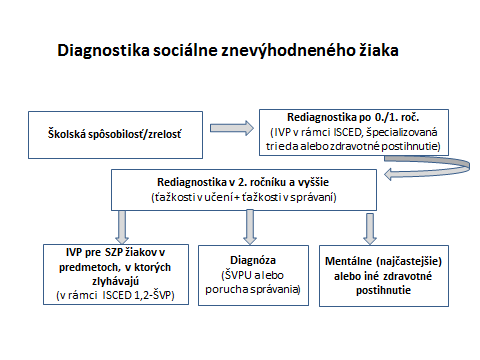 Diagnostika sociálne znevýhodneného žiaka
Školská spôsobilosť/zrelosť
Rediagnostika po 0./1. roč.
(IVP v rámci ISCED, špecializovaná
trieda alebo zdravotné postihnutie)
Rediagnostika v 2. ročníku a vyššie
(ťažkosti v učení + ťažkosti v správaní)
IVP pre SZP žiakov v
predmetoch, v ktorých
zlyhávajú
(v rámci ISCED 1,2-ŠVP)
Diagnóza
(ŠVPU alebo
porucha správania)
Mentálne (najčastejšie)
alebo iné zdravotné
postihnutie